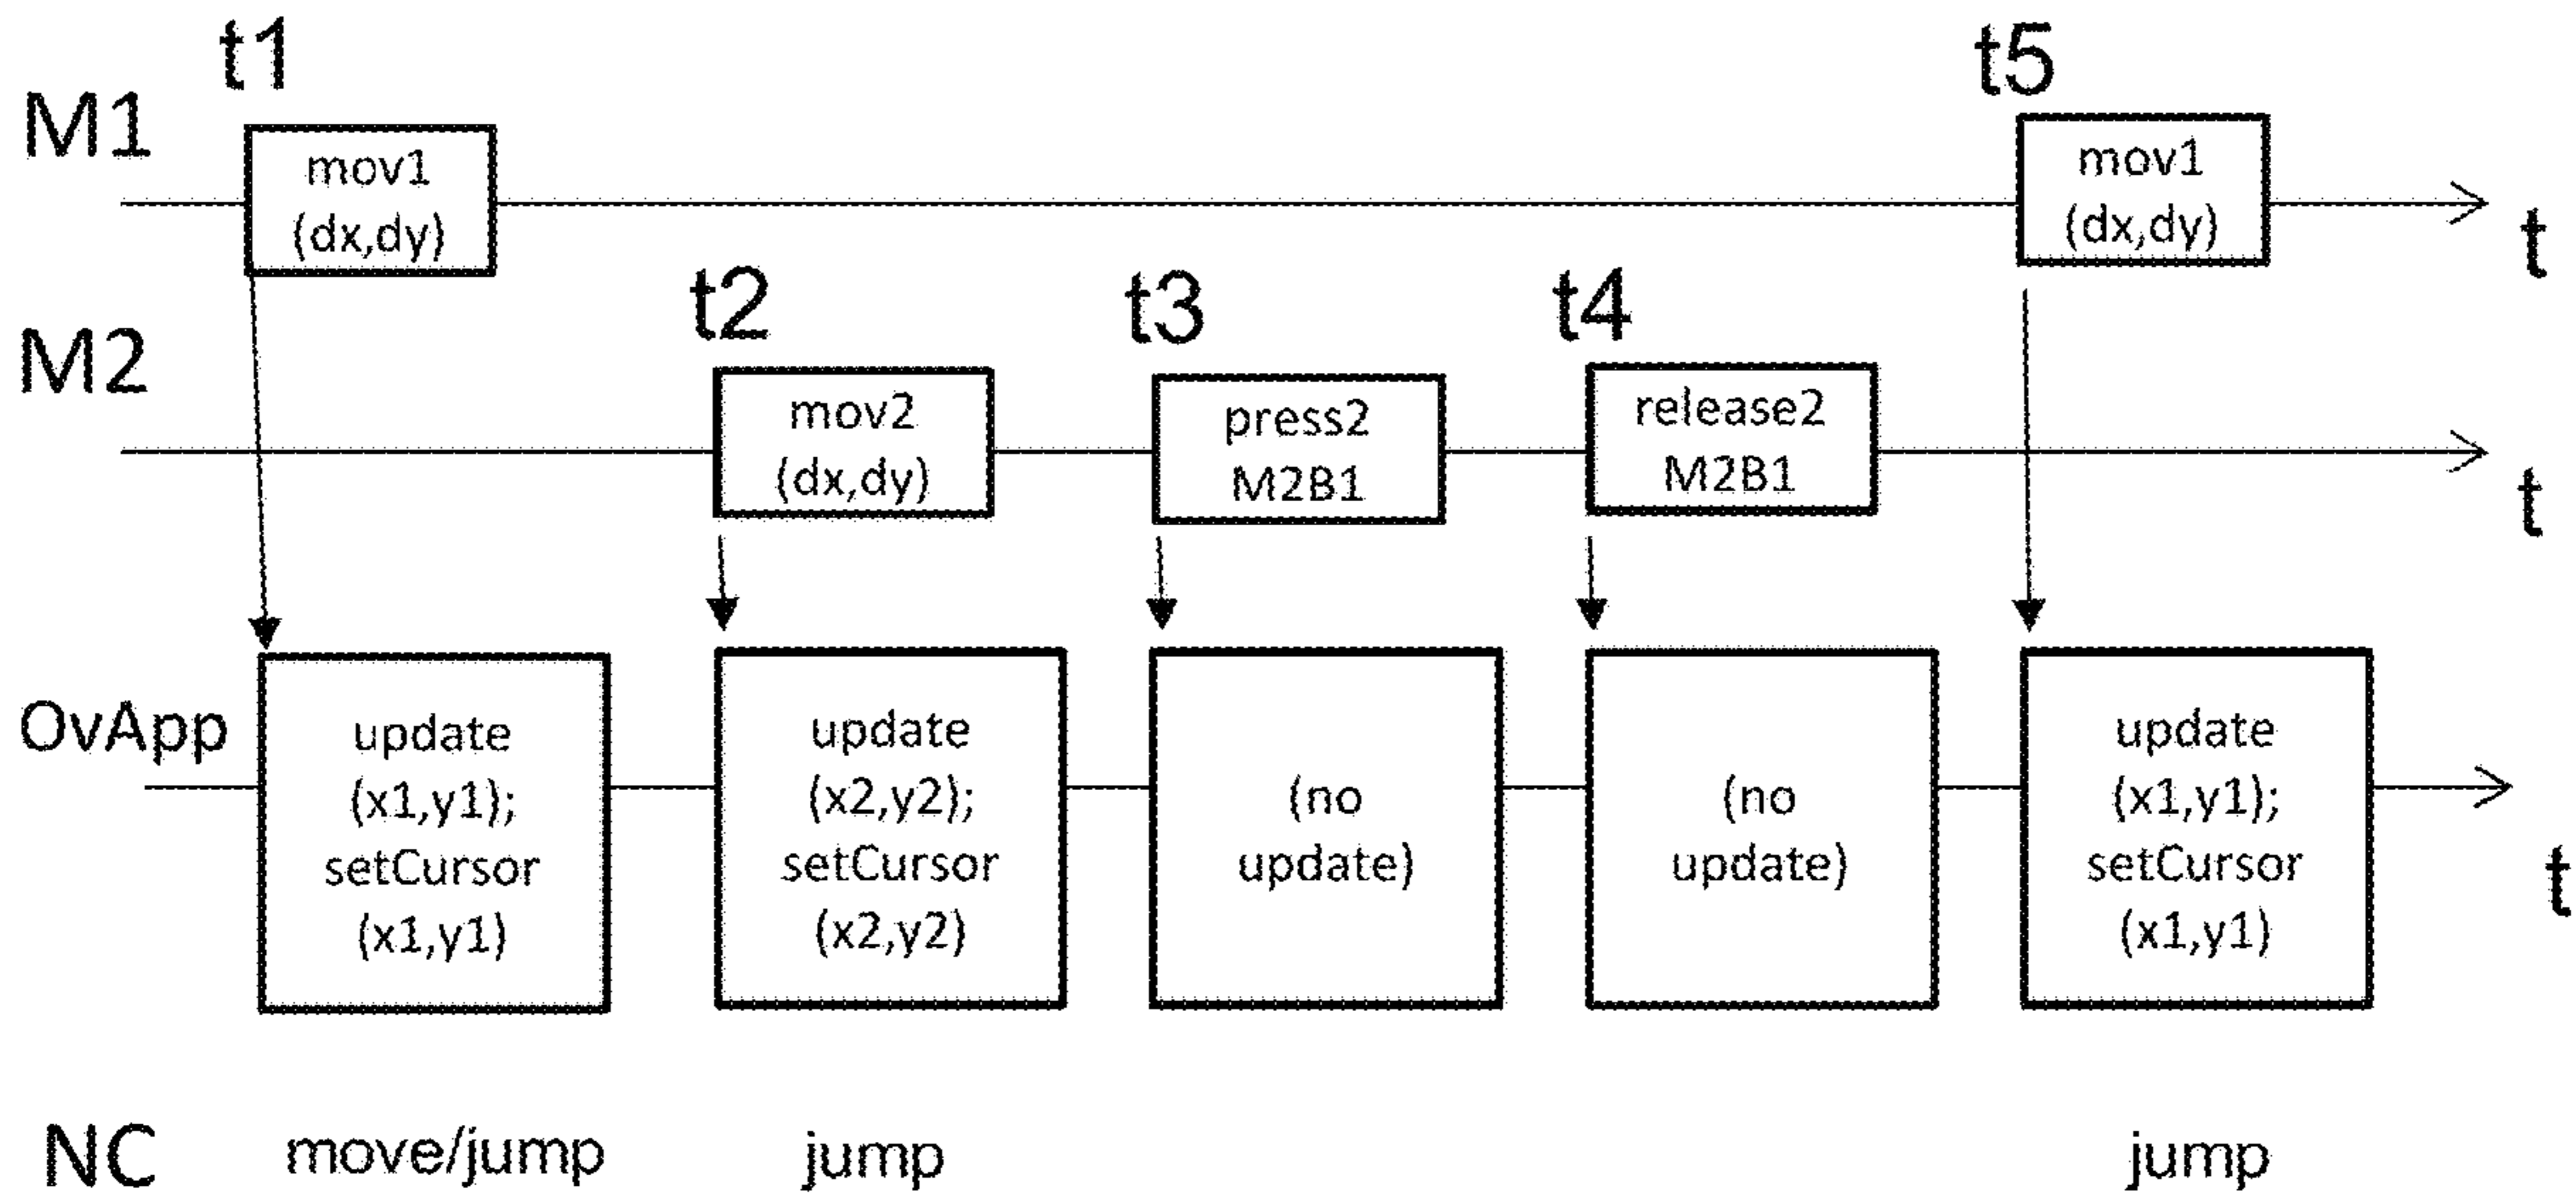 t1
t5
M1
mov1
(dx,dy)
mov1
(dx,dy)
t
t2
t3
t4
M2
mov2
(dx,dy)
press2
M2B1
release2
M2B1
t
OvApp
update
(x1,y1);
setCursor
(x1,y1)
update
(x2,y2);
setCursor
(x2,y2)
(no
update)
(no
update)
update
(x1,y1);
setCursor
(x1,y1)
t
NC
move/jump
jump
jump